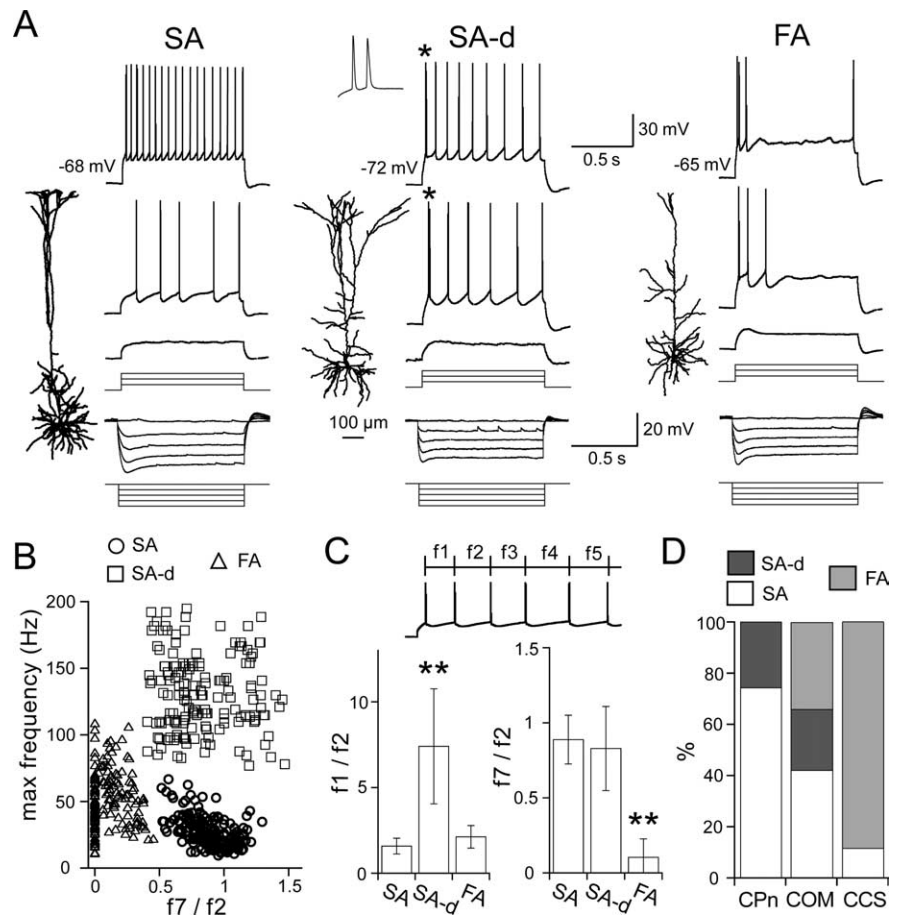 A
SA
SA-d
FA
*
30 mV
0.5 s
-68 mV
-72 mV
-65 mV
*
100 µm
20 mV
0.5 s
B
SA
SA-d
FA
max frequency (Hz)
200
150
100
50
0
0 0.5 1 1.5
f7 / f2
C
f1 f2 f3 f4 f5
f1 / f2
10
5
0
**
SA SA-d FA
f7 / f2
1.5
1
0.5
0
**
SA SA-d FA
D
SA-d
SA
FA
%
100
80
60
40
20
0
CPn COM CCS